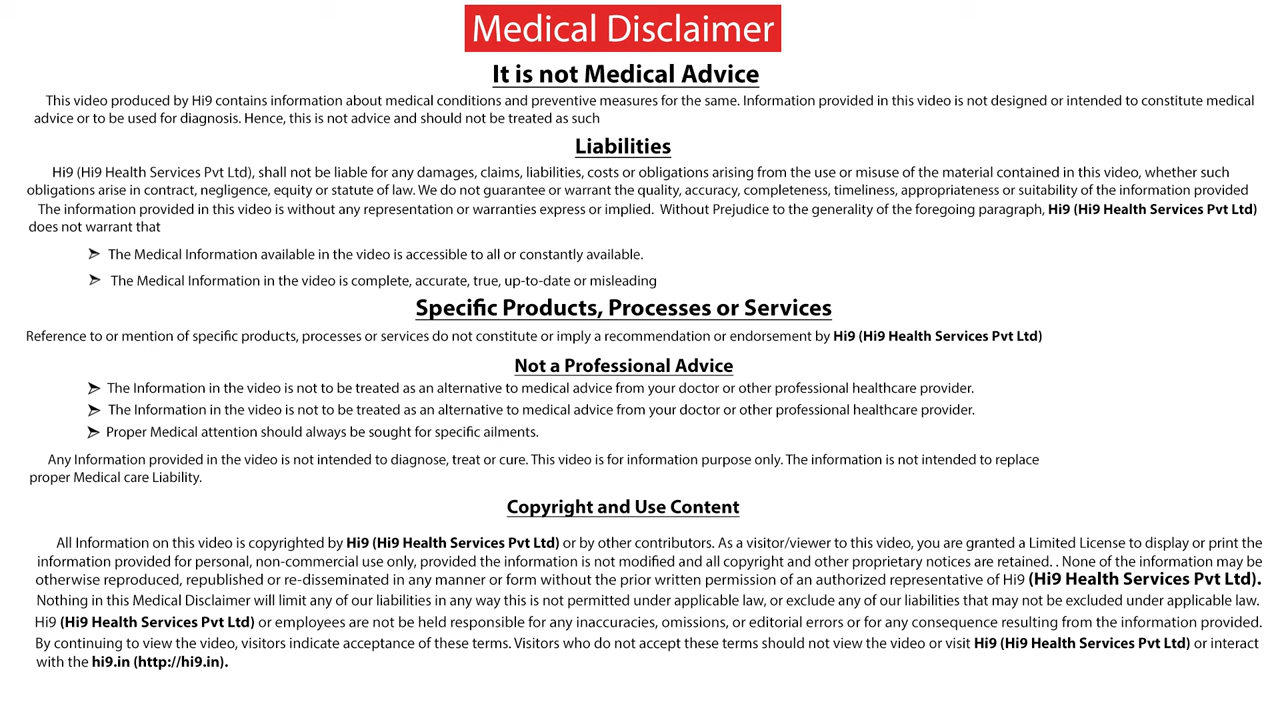 Medical Disclaimer
It is not Medical Advice
This video produced by Hi9 contains information about medical conditions and preventive measures for the same. Information provided in this video is not designed or intended to constitute medical
advice or to be used for diagnosis. Hence, this is not advice and should not be treated as such
Liabilities
Hi9 (Hi9 Health Services Pvt Ltd), shall not be liable for any damages, claims, liabilities, costs or obligations arising from the use or misuse of the material contained in this video, whether such
obligations arise in contract, negligence, equity or statute of law. We do not guarantee or warrant the quality, accuracy, completeness, timeliness, appropriateness or suitability of the information provided
The information provided in this video is without any representation or warranties express or implied. Without Prejudice to the generality of the foregoing paragraph, Hi9 (Hi9 Health Services Pvt Ltd)
does not warrant that
➢ The Medical Information available in the video is accessible to all or constantly available.
➢ The Medical Information in the video is complete, accurate, true, up-to-date or misleading
Specific Products, Processes or Services
Reference to or mention of specific products, processes or services do not constitute or imply a recommendation or endorsement by Hi9 (Hi9 Health Services Pvt Ltd)
Not a Professional Advice
➢ The Information in the video is not to be treated as an alternative to medical advice from your doctor or other professional healthcare provider.
➢ The Information in the video is not to be treated as an alternative to medical advice from your doctor or other professional healthcare provider.
➢ Proper Medical attention should always be sought for specific ailments.
Any Information provided in the video is not intended to diagnose, treat or cure. This video is for information purpose only. The information is not intended to replace
proper Medical care Liability.
Copyright and Use Content
All Information on this video is copyrighted by Hi9 (Hi9 Health Services Pvt Ltd) or by other contributors. As a visitor/viewer to this video, you are granted a Limited License to display or print the
information provided for personal, non-commercial use only, provided the information is not modified and all copyright and other proprietary notices are retained. . None of the information may be
otherwise reproduced, republished or re-disseminated in any manner or form without the prior written permission of an authorized representative of Hi9 (Hi9 Health Services Pvt Ltd).
Nothing in this Medical Disclaimer will limit any of our liabilities in any way this is not permitted under applicable law, or exclude any of our liabilities that may not be excluded under applicable law.
Hi9 (Hi9 Health Services Pvt Ltd) or employees are not be held responsible for any inaccuracies, omissions, or editorial errors or for any consequence resulting from the information provided.
By continuing to view the video, visitors indicate acceptance of these terms. Visitors who do not accept these terms should not view the video or visit Hi9 (Hi9 Health Services Pvt Ltd) or interact
with the hi9.in (http://hi9.in).